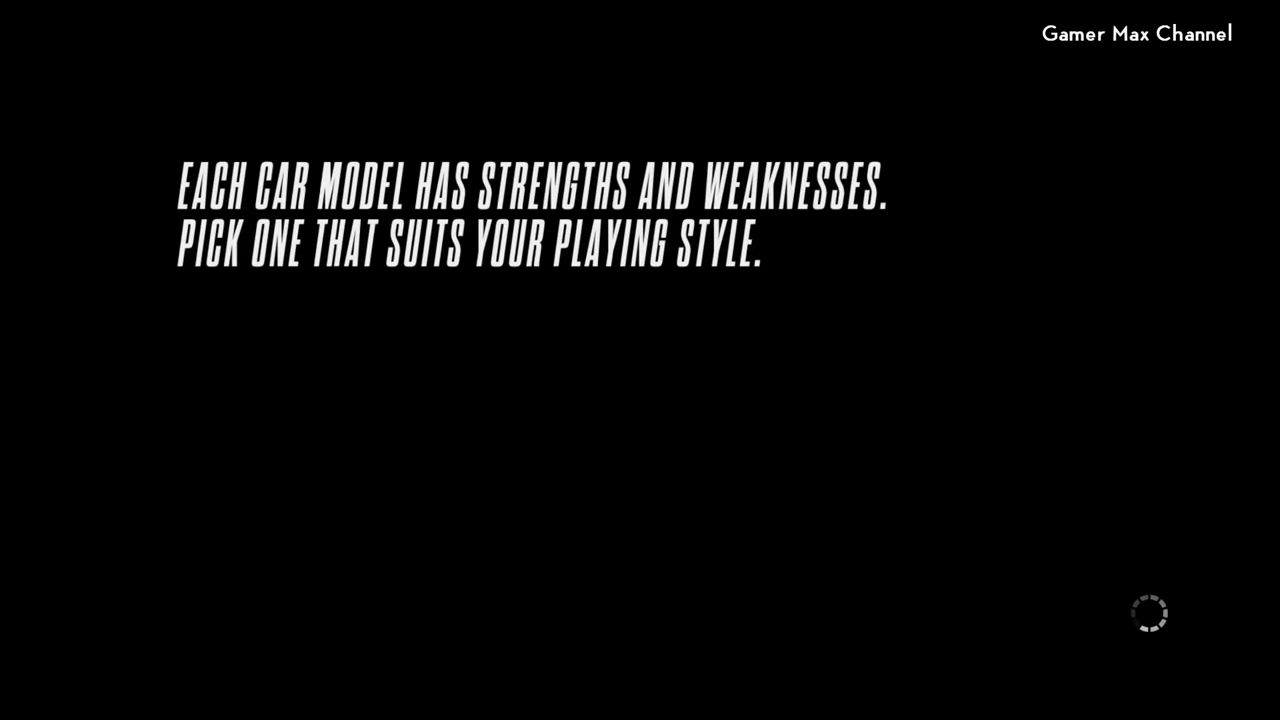 Gamer Max Channel
EACH CAR MODEL HAS STRENGTHS AND WEAKNESSES.
PICK ONE THAT SUITS YOUR PLAYING STYLE.